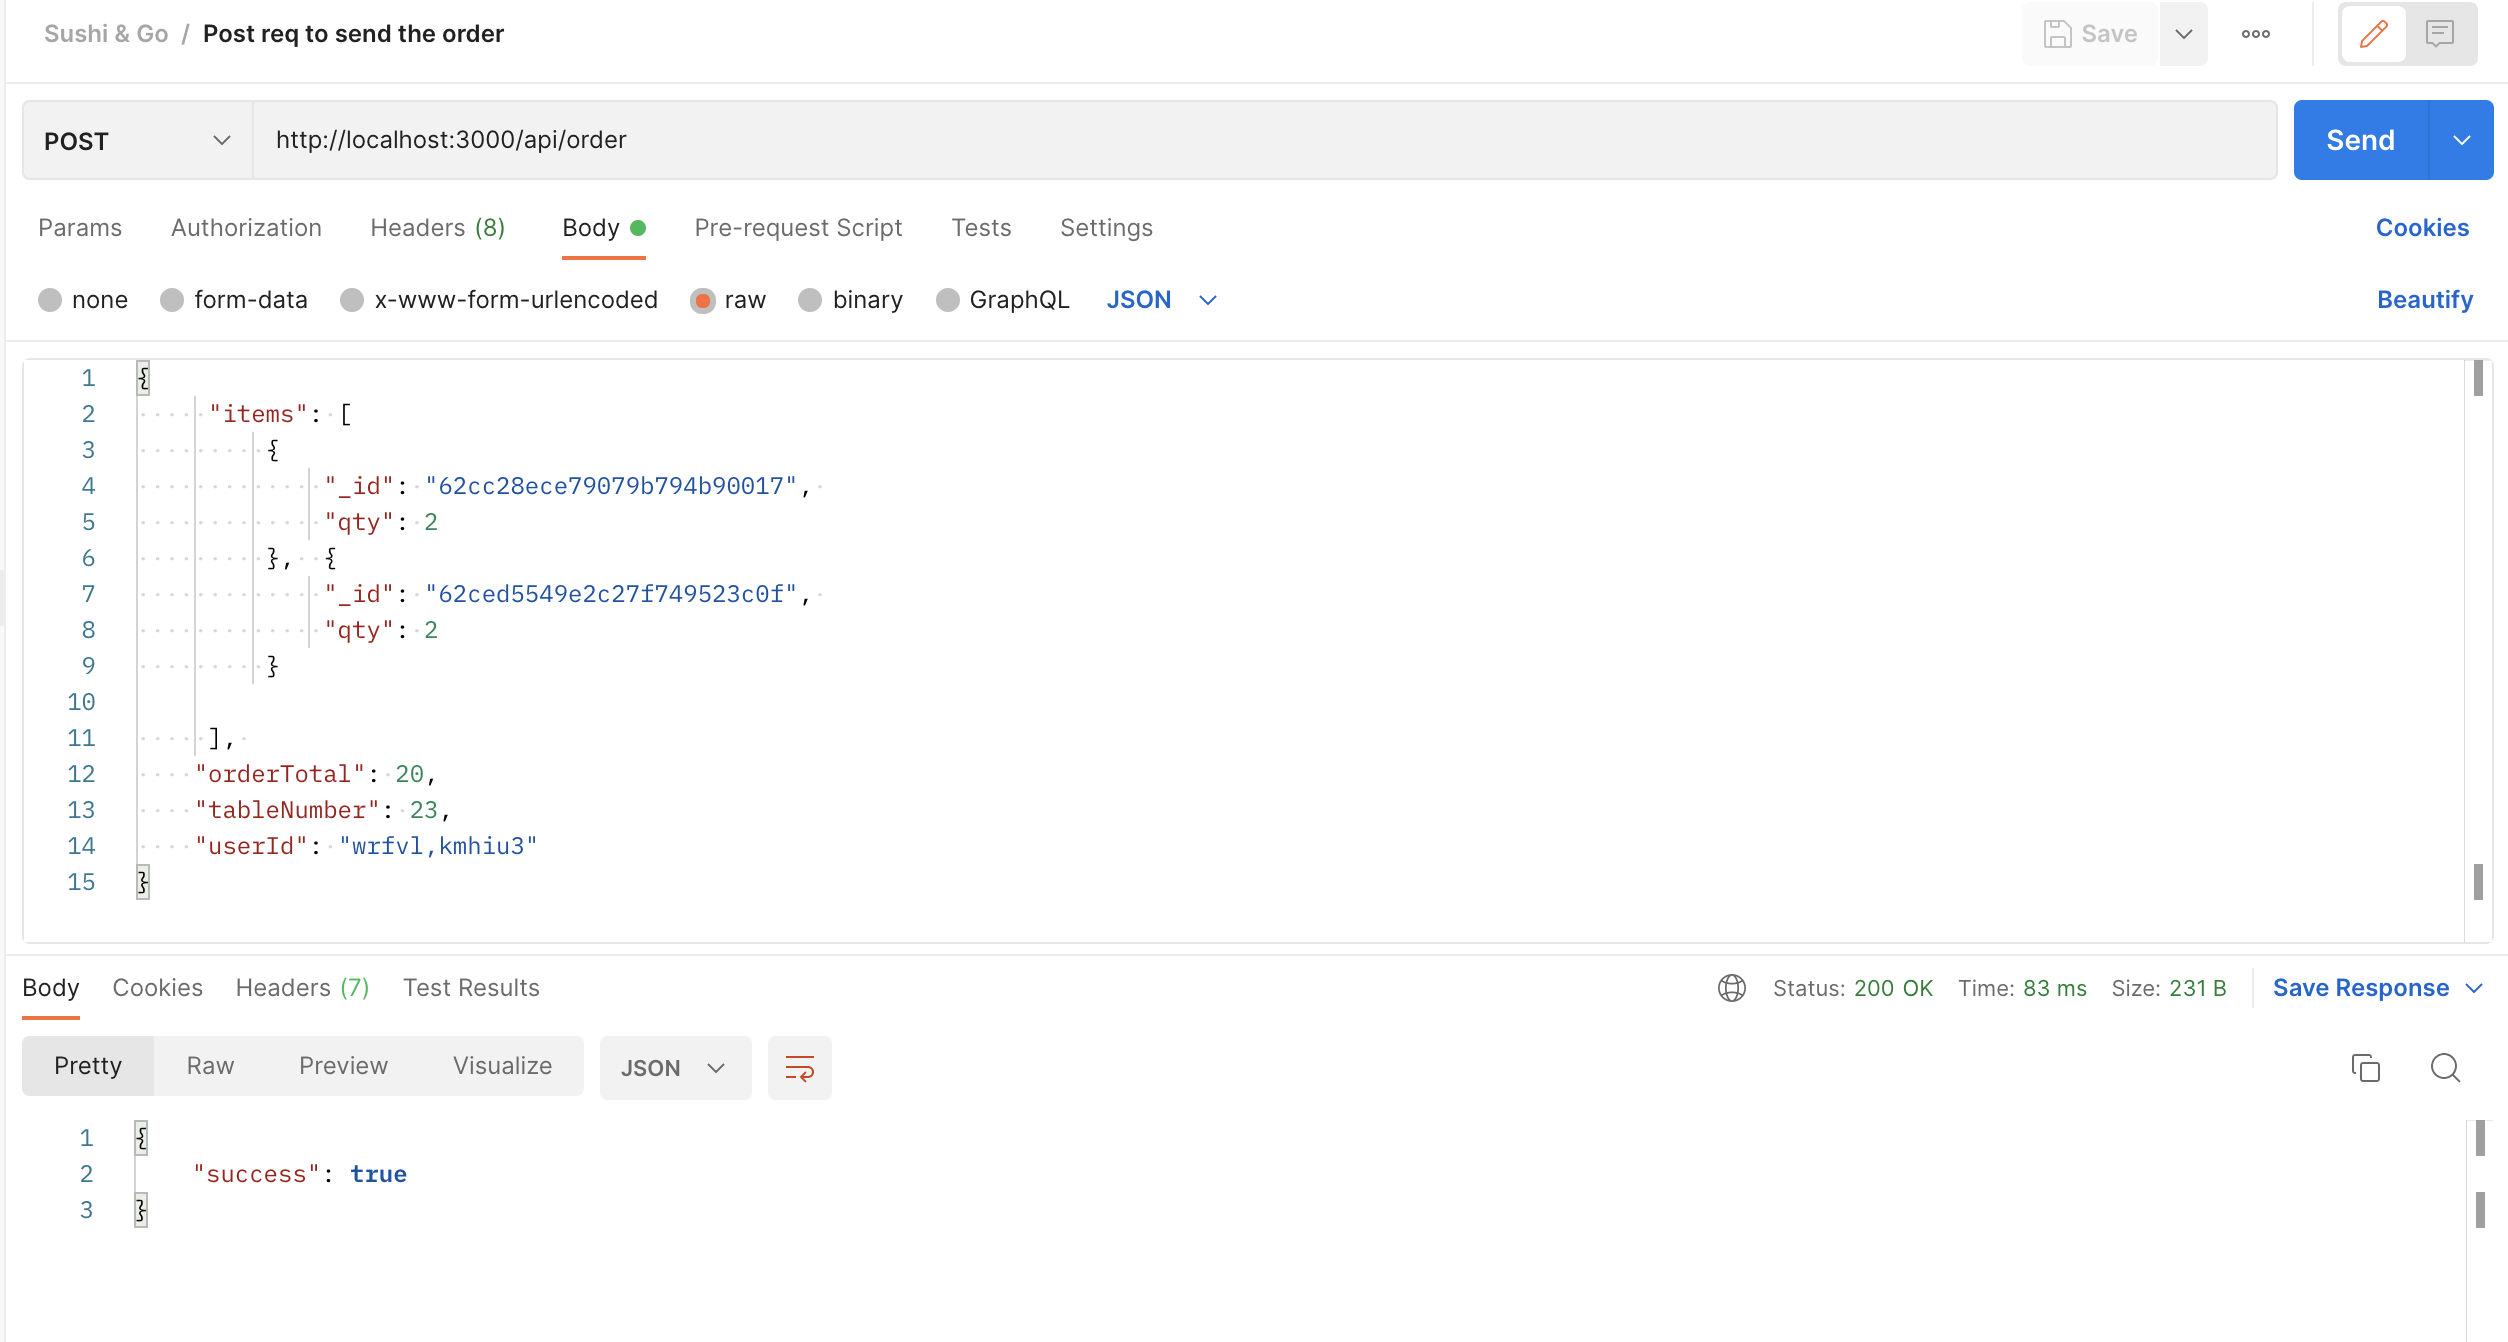 Sushi & Go / Post req to send the order
Save
POST http://localhost:3000/api/order Send
Params Authorization Headers (8) Body Pre-request Script Tests Settings Cookies
none form-data x-www-form-urlencoded raw binary GraphQL JSON Beautify
1 {
2 "items": [
3 {
4 "_id": "62cc28ece79079b794b90017",
5 "qty": 2
6 }, {
7 "_id": "62ced5549e2c27f749523c0f",
8 "qty": 2
9 }
10
11 ],
12 "orderTotal": 20,
13 "tableNumber": 23,
14 "userId": "wrfvl,kmhiu3"
15 }
Body Cookies Headers (7) Test Results Status: 200 OK Time: 83 ms Size: 231 B Save Response
Pretty Raw Preview Visualize JSON
1 {
2 "success": true
3 }